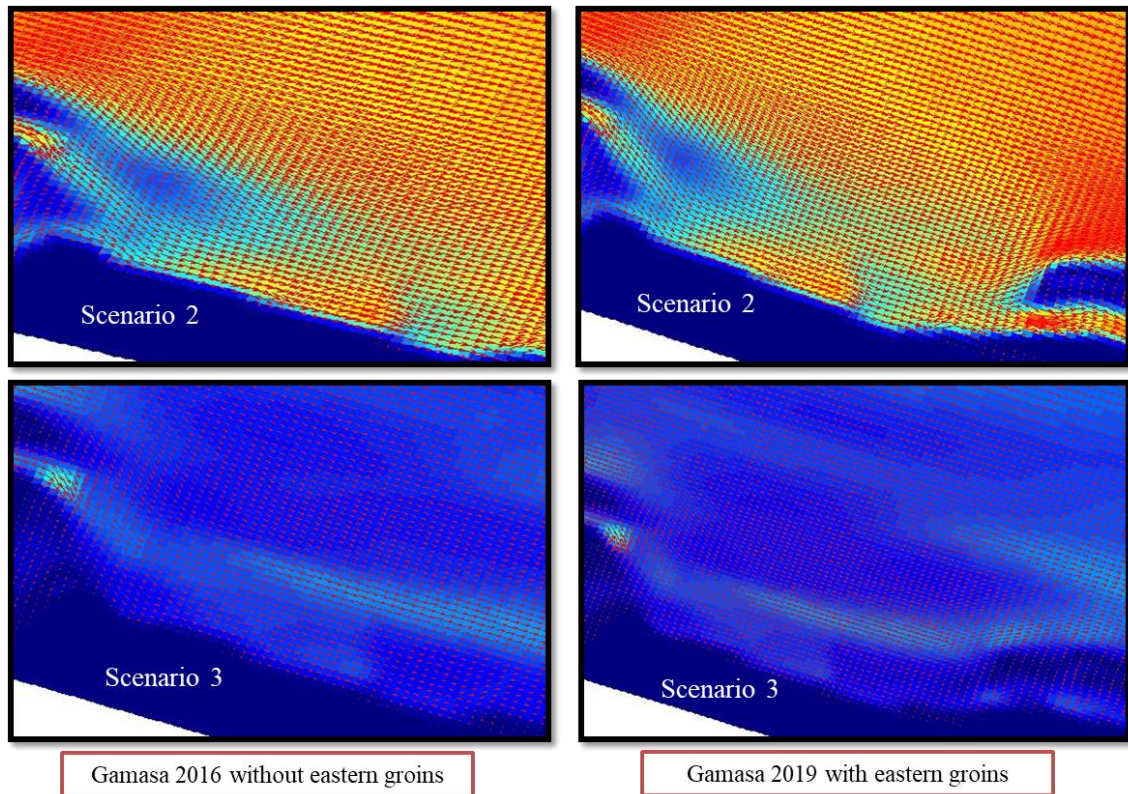 Scenario 2
Scenario 2
Scenario 3
Scenario 3
Gamasa 2016 without eastern groins
Gamasa 2019 with eastern groins